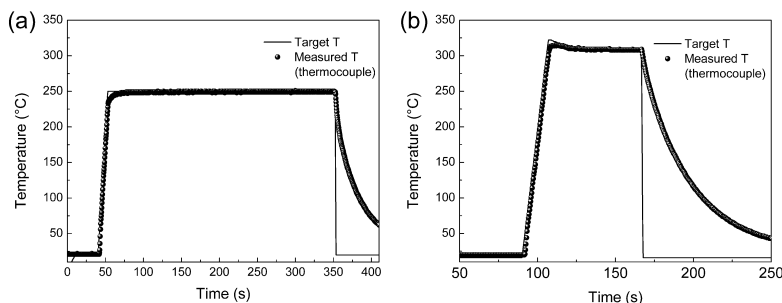 (a)
350
300
250
200
150
100
50
Temperature (°C)
Target T
Measured T
(thermocouple)
0 50 100 150 200 250 300 350 400
Time (s)
(b)
350
300
250
200
150
100
50
Temperature (°C)
Target T
Measured T
(thermocouple)
50 100 150 200 250
Time (s)